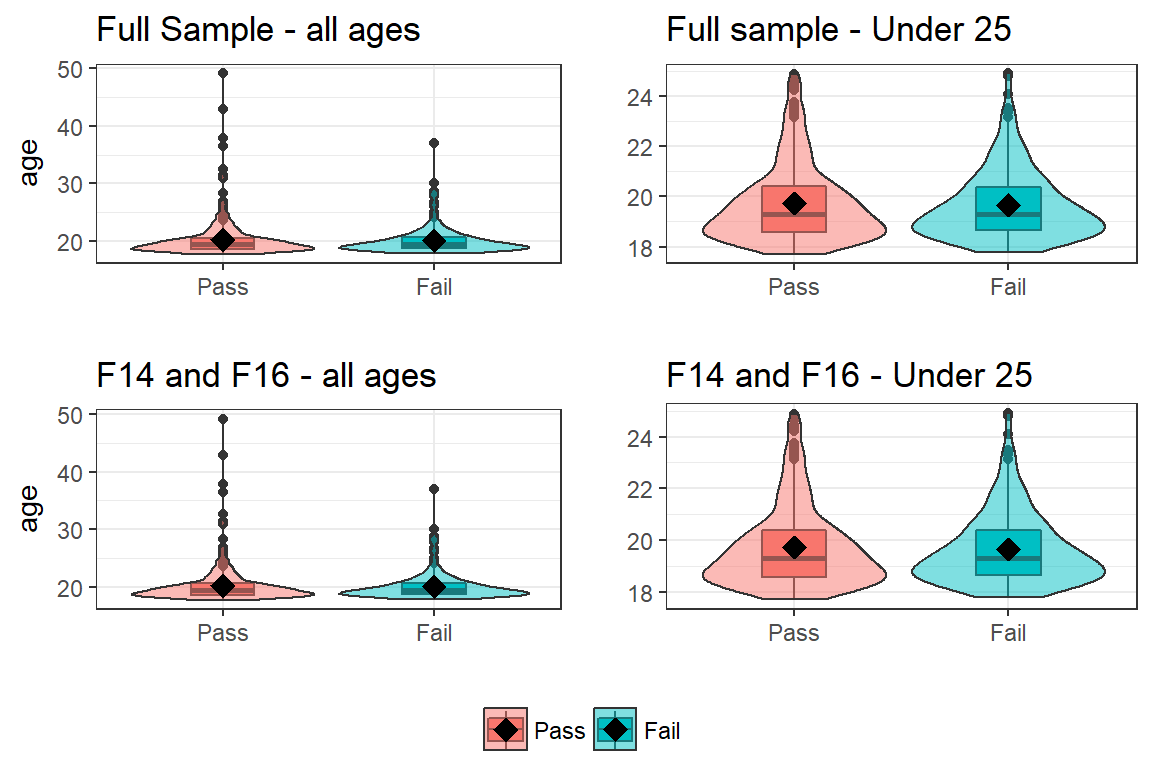 Full Sample - all ages
Full sample - Under 25
50
40
30
20
age
Pass
Fail
24
22
20
18
Pass
Fail
F14 and F16 - all ages
F14 and F16 - Under 25
50
40
30
20
age
Pass
Fail
24
22
20
18
Pass
Fail
Pass
Fail